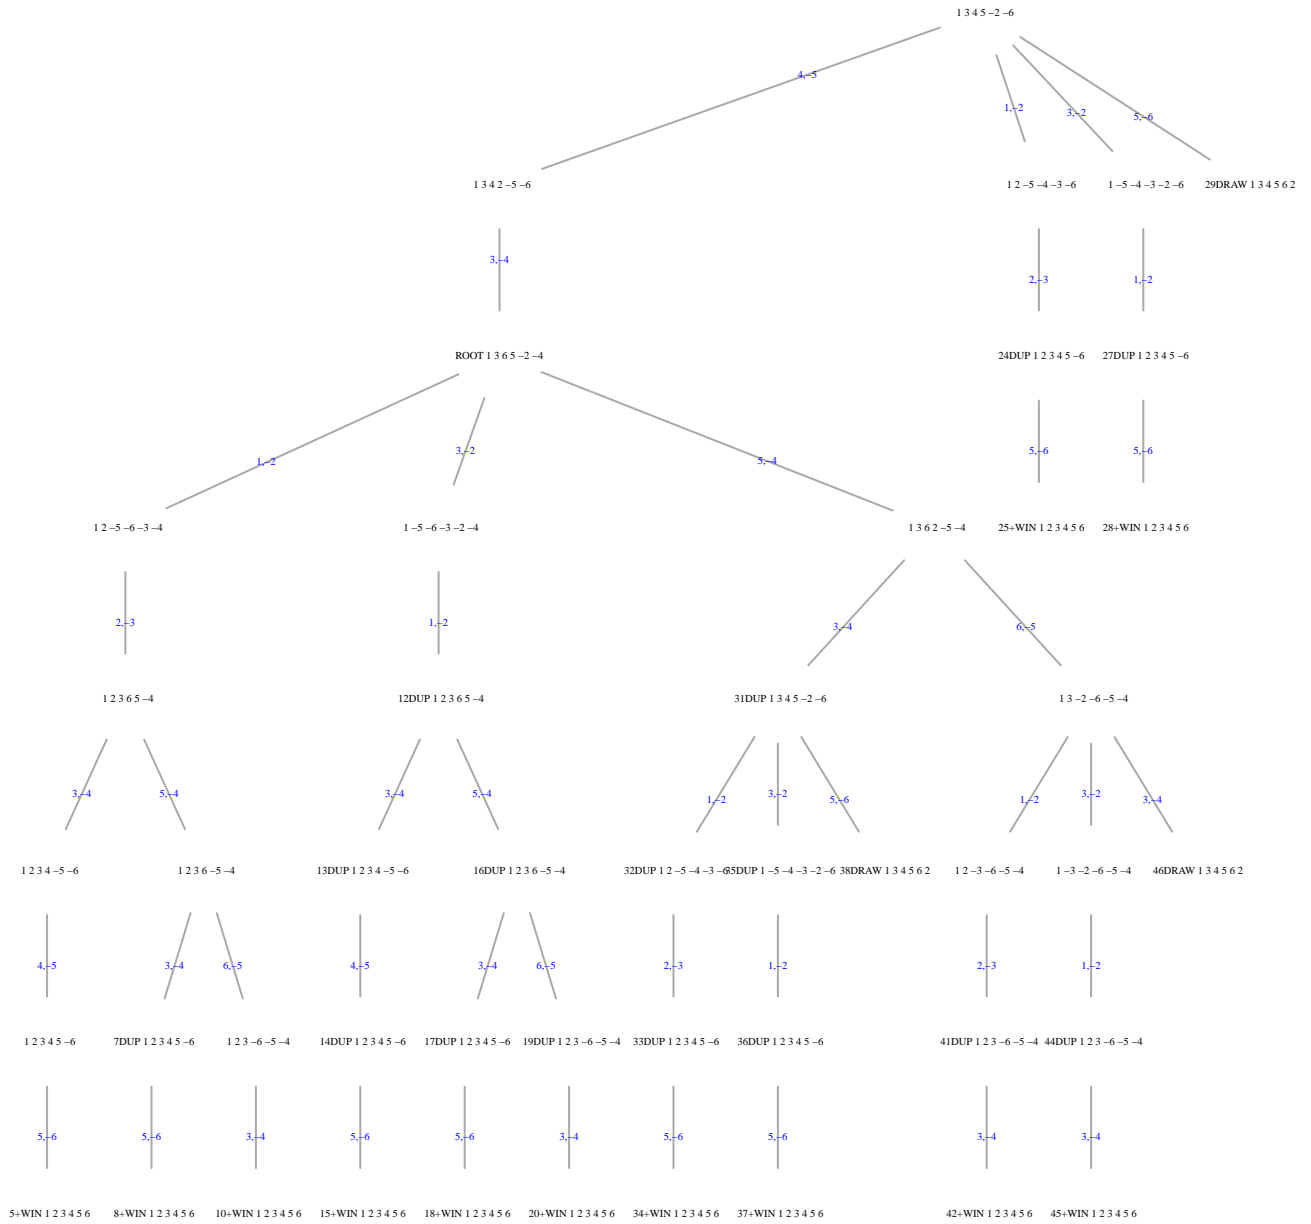 1 3 4 5 −2 −6
4,−5
1,−2
3,−2
5,−6
1 3 4 2 −5 −6
1 2 −5 −4 −3 −6
1 −5 −4 −3 −2 −6
29DRAW 1 3 4 5 6 2
3,−4
2,−3
1,−2
ROOT 1 3 6 5 −2 −4
24DUP 1 2 3 4 5 −6
27DUP 1 2 3 4 5 −6
1,−2
3,−2
5,−4
5,−6
5,−6
1 2 −5 −6 −3 −4
1 −5 −6 −3 −2 −4
1 3 6 2 −5 −4
25+WIN 1 2 3 4 5 6
28+WIN 1 2 3 4 5 6
2,−3
1,−2
3,−4
6,−5
1 2 3 6 5 −4
12DUP 1 2 3 6 5 −4
31DUP 1 3 4 5 −2 −6
1 3 −2 −6 −5 −4
3,−4
5,−4
3,−4
5,−4
1,−2
3,−2
5,−6
1,−2
3,−2
3,−4
1 2 3 4 −5 −6
1 2 3 6 −5 −4
13DUP 1 2 3 4 −5 −6
16DUP 1 2 3 6 −5 −4
32DUP 1 2 −5 −4 −3 −6
35DUP 1 −5 −4 −3 −2 −6
38DRAW 1 3 4 5 6 2
1 2 −3 −6 −5 −4
1 −3 −2 −6 −5 −4
46DRAW 1 3 4 5 6 2
4,−5
3,−4
6,−5
4,−5
3,−4
6,−5
2,−3
1,−2
2,−3
1,−2
1 2 3 4 5 −6
7DUP 1 2 3 4 5 −6
1 2 3 −6 −5 −4
14DUP 1 2 3 4 5 −6
17DUP 1 2 3 4 5 −6
19DUP 1 2 3 −6 −5 −4
33DUP 1 2 3 4 5 −6
36DUP 1 2 3 4 5 −6
41DUP 1 2 3 −6 −5 −4
44DUP 1 2 3 −6 −5 −4
5,−6
5,−6
3,−4
5,−6
5,−6
3,−4
5,−6
5,−6
3,−4
3,−4
5+WIN 1 2 3 4 5 6
8+WIN 1 2 3 4 5 6
10+WIN 1 2 3 4 5 6
15+WIN 1 2 3 4 5 6
18+WIN 1 2 3 4 5 6
20+WIN 1 2 3 4 5 6
34+WIN 1 2 3 4 5 6
37+WIN 1 2 3 4 5 6
42+WIN 1 2 3 4 5 6
45+WIN 1 2 3 4 5 6